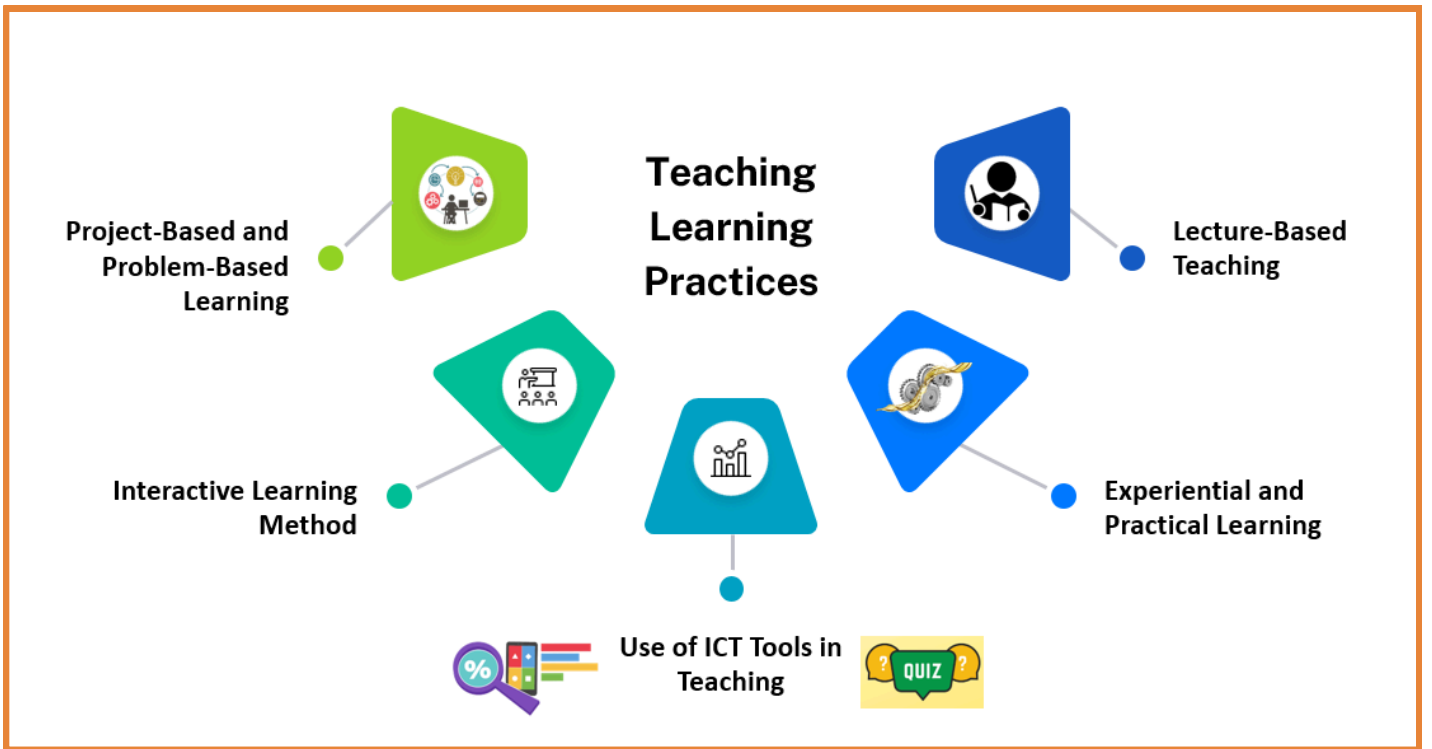 Teaching
Learning
Practices
Project-Based and
Problem-Based
Learning
Lecture-Based
Teaching
Interactive Learning
Method
Experiential and
Practical Learning
Use of ICT Tools in
Teaching
%
? QUIZ ?